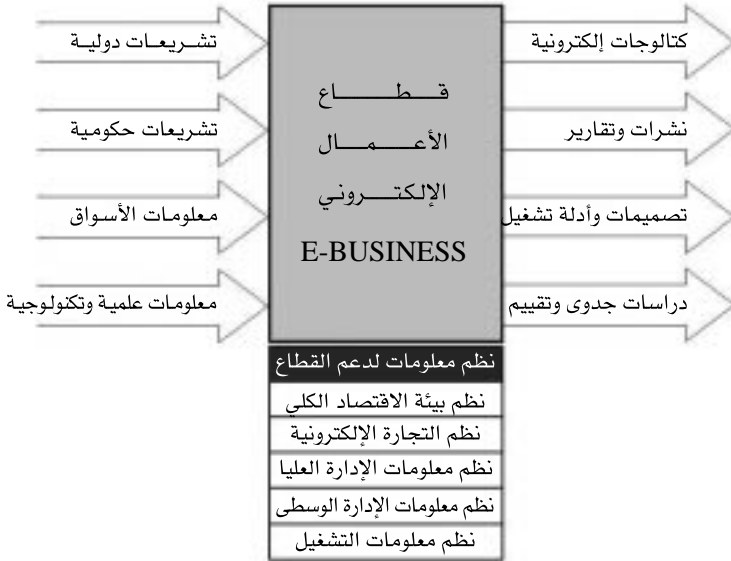 كتالوجات إلكترونية
نشرات وتقارير
تصميمات وأدلة تشغيل
دراسات جدوى وتقييم
قطاع
الأعمال
الإلكتروني
E-BUSINESS
تشريعات دولية
تشريعات حكومية
معلومات الأسواق
معلومات علمية وتكنولوجية
نظم معلومات لدعم القطاع
نظم بيئة الاقتصاد الكلي
نظم التجارة الإلكترونية
نظم معلومات الإدارة العليا
نظم معلومات الإدارة الوسطى
نظم معلومات التشغيل